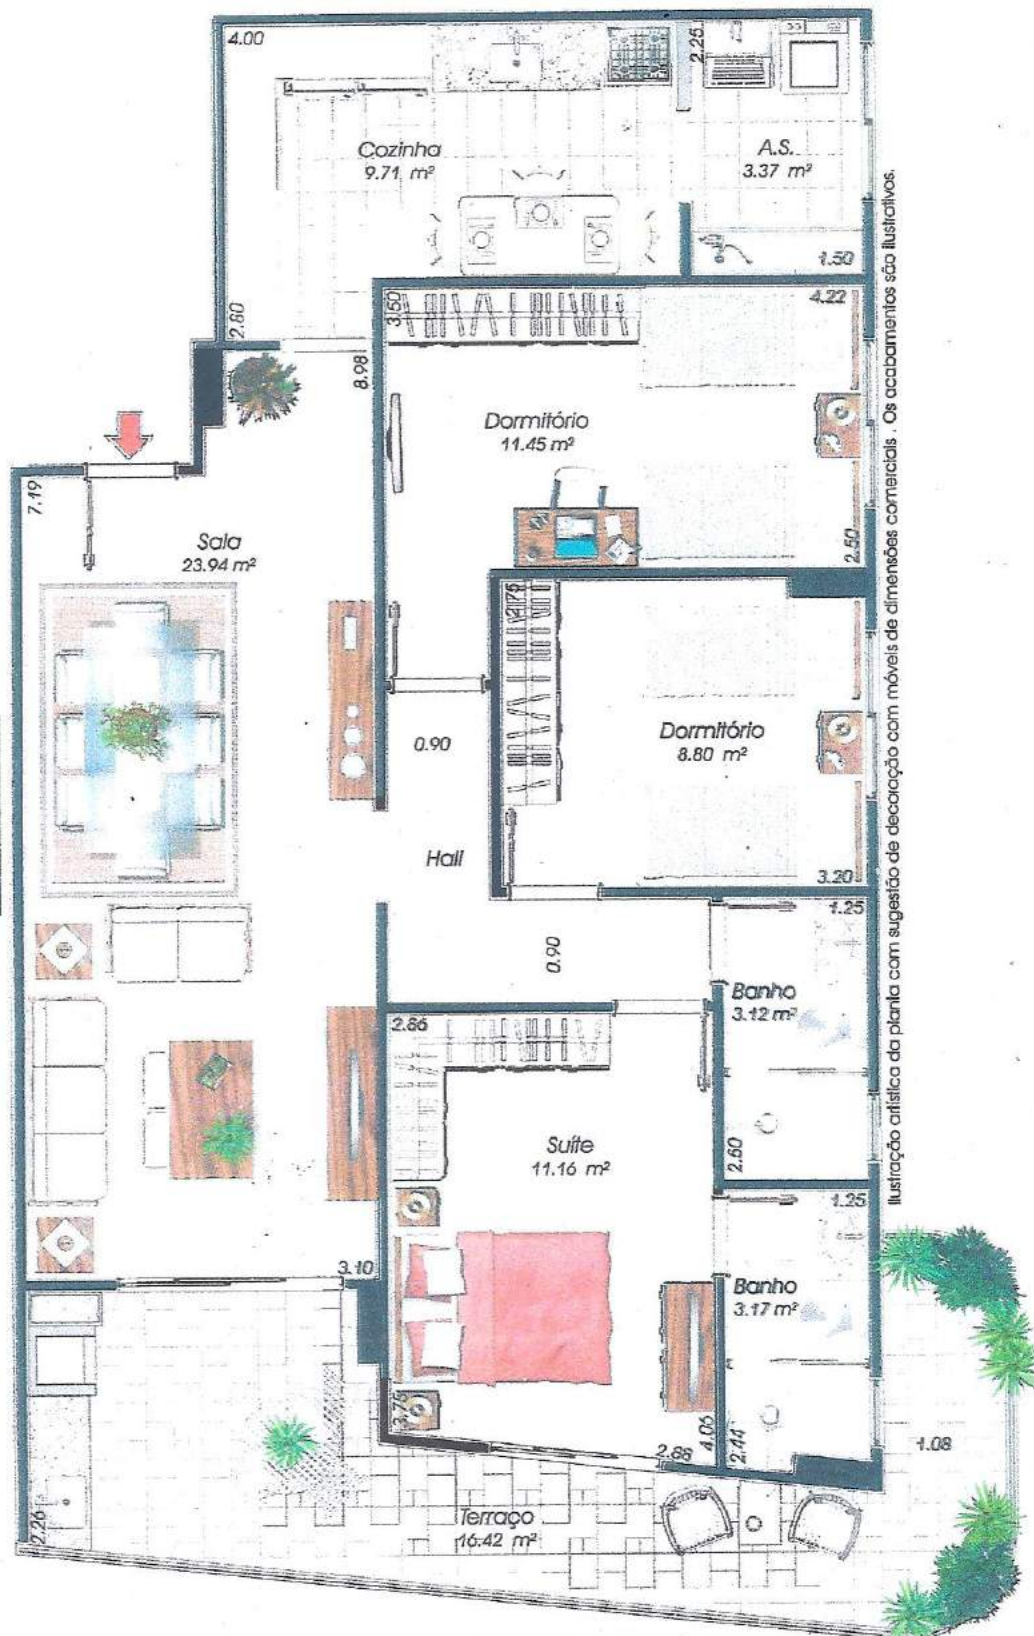 4.00
Cozinha
9.71 m²
2.25
A.S.
3.37 m²
1.50
2.80
8.98
3.50
4.22
Dormitório
11.45 m²
2.50
7.19
Sala
23.94 m²
2.75
Dormitório
8.80 m²
3.20
0.90
Hall
0.90
1.25
Banho
3.12 m²
2.60
2.86
Suíte
11.16 m²
3.75
2.88
4.06
1.25
Banho
3.17 m²
2.44
3.10
2.26
Terraço
16.42 m²
1.08
Ilustração artística da planta com sugestão de decoração com móveis de dimensões comerciais . Os acabamentos são ilustrativos.